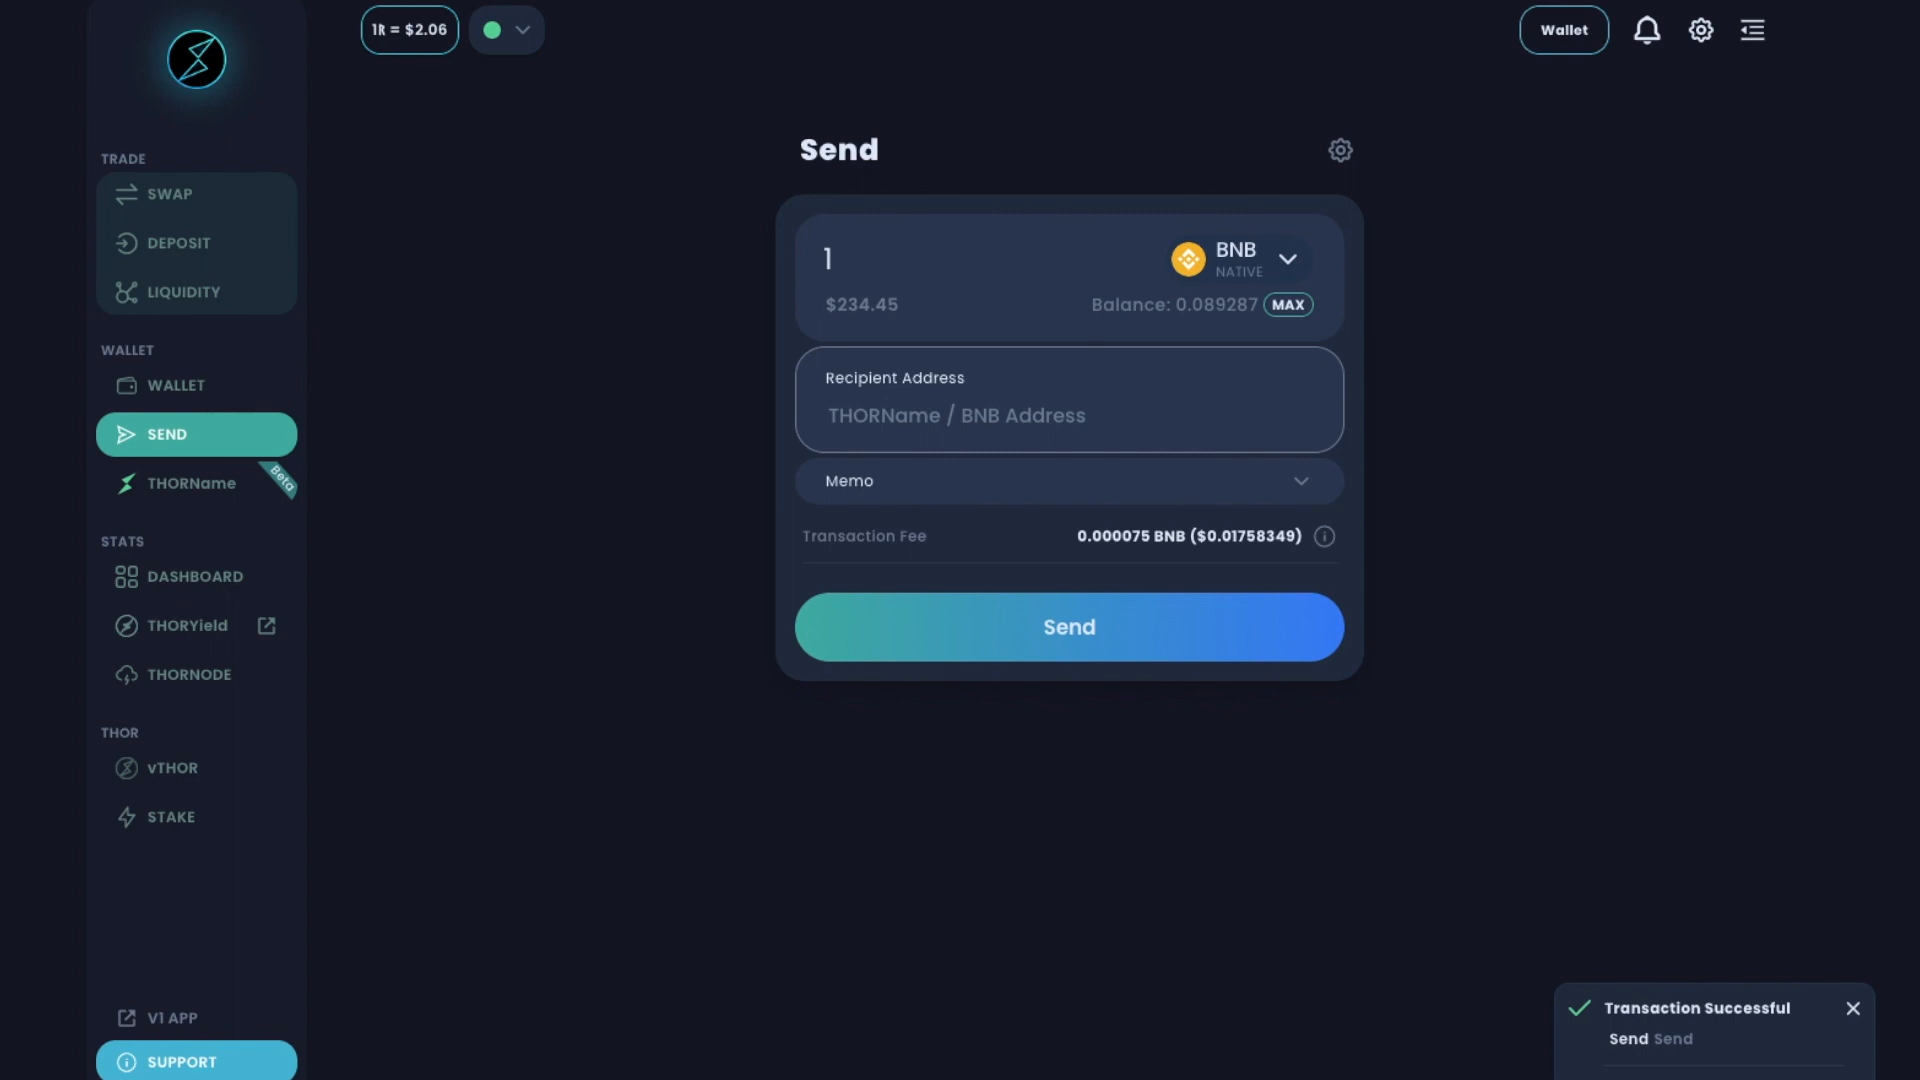 1ᚱ = $2.06
Wallet
TRADE
SWAP
DEPOSIT
LIQUIDITY
WALLET
WALLET
SEND
THORName
Beta
STATS
DASHBOARD
THORYield
THORNODE
THOR
vTHOR
STAKE
V1 APP
SUPPORT
Send
1
BNB
NATIVE
$234.45
Balance: 0.089287 MAX
Recipient Address
THORName / BNB Address
Memo
Transaction Fee 0.000075 BNB ($0.01758349)
Send
Transaction Successful
Send Send